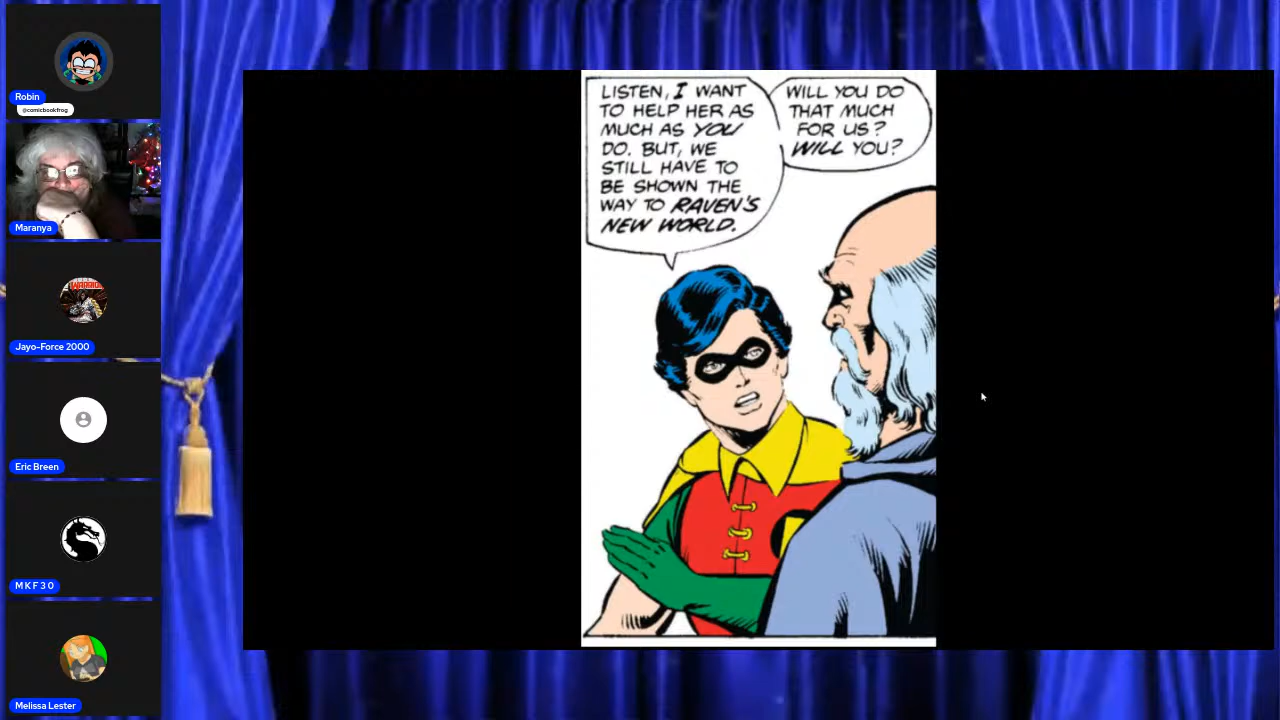 Robin
@comicbookfrog
Maranya
Jayo-Force 2000
Eric Breen
M K F 3 0
Melissa Lester
LISTEN, I WANT
TO HELP HER AS
MUCH AS YOU
DO. BUT, WE
STILL HAVE TO
BE SHOWN THE
WAY TO RAVEN'S
NEW WORLD.
WILL YOU DO
THAT MUCH
FOR US?
WILL YOU?